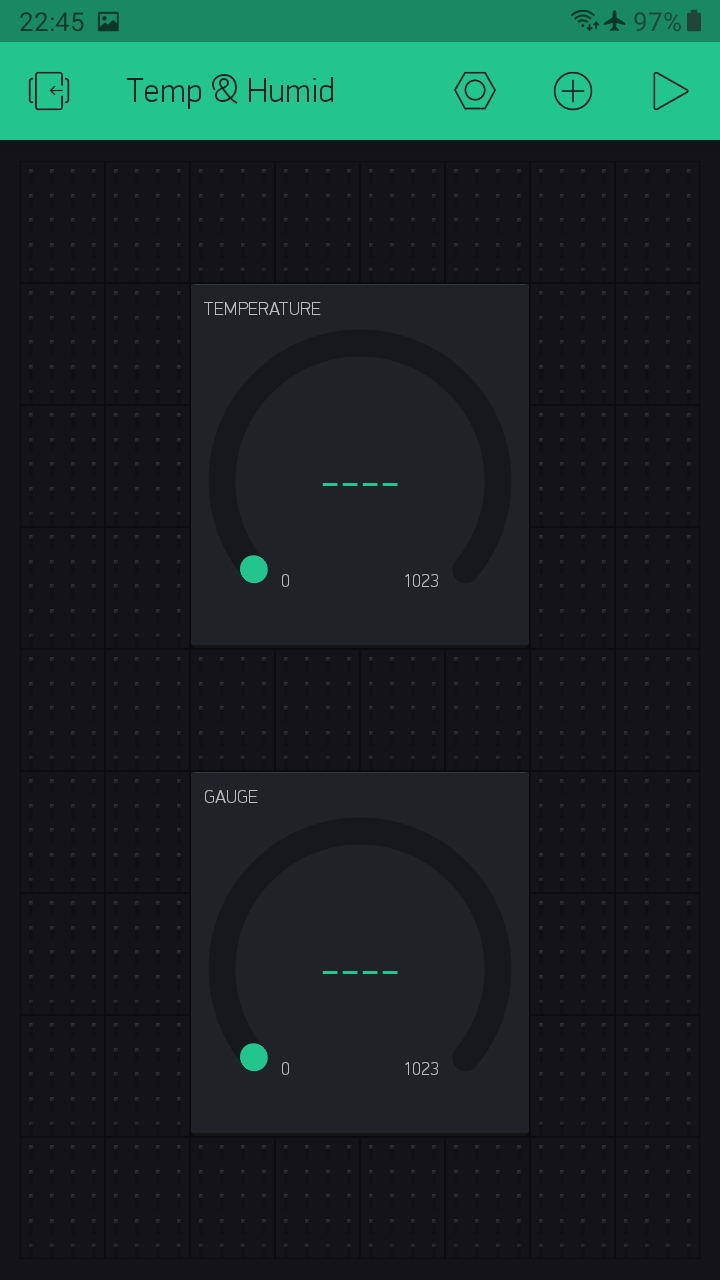 22:45 97%
Temp & Humid
TEMPERATURE
----
0 1023
GAUGE
----
0 1023